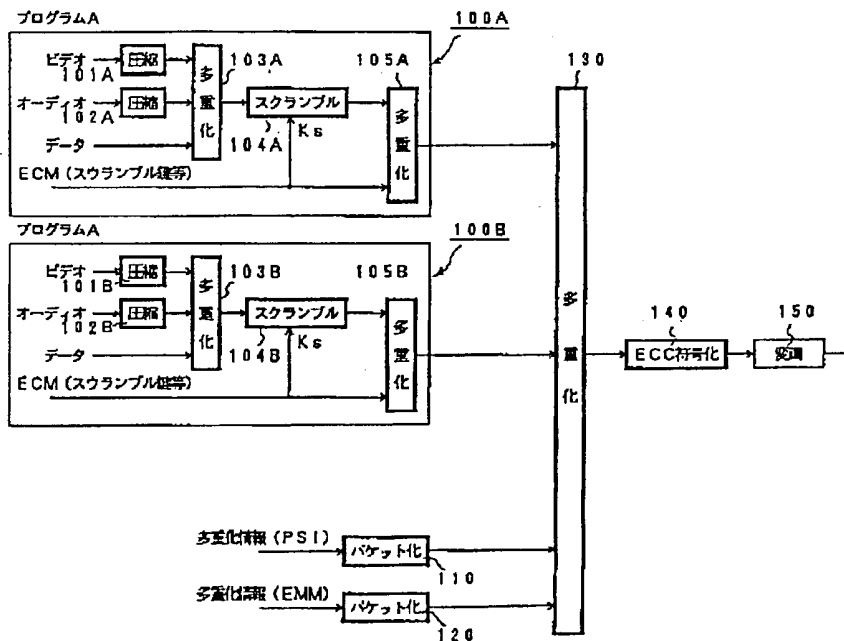 プログラムA
100A
ビデオ
圧縮
101A
オーディオ
圧縮
102A
データ
ECM(スウランブル鍵等)
多重化
103A
スクランブル
104A
Ks
105A
多重化
プログラムA
100B
ビデオ
圧縮
101B
オーディオ
圧縮
102B
データ
ECM(スウランブル鍵等)
多重化
103B
スクランブル
104B
Ks
105B
多重化
130
多重化
140
ECC符号化
150
変調
多重化情報(PSI)
パケット化
110
多重化情報(EMM)
パケット化
120